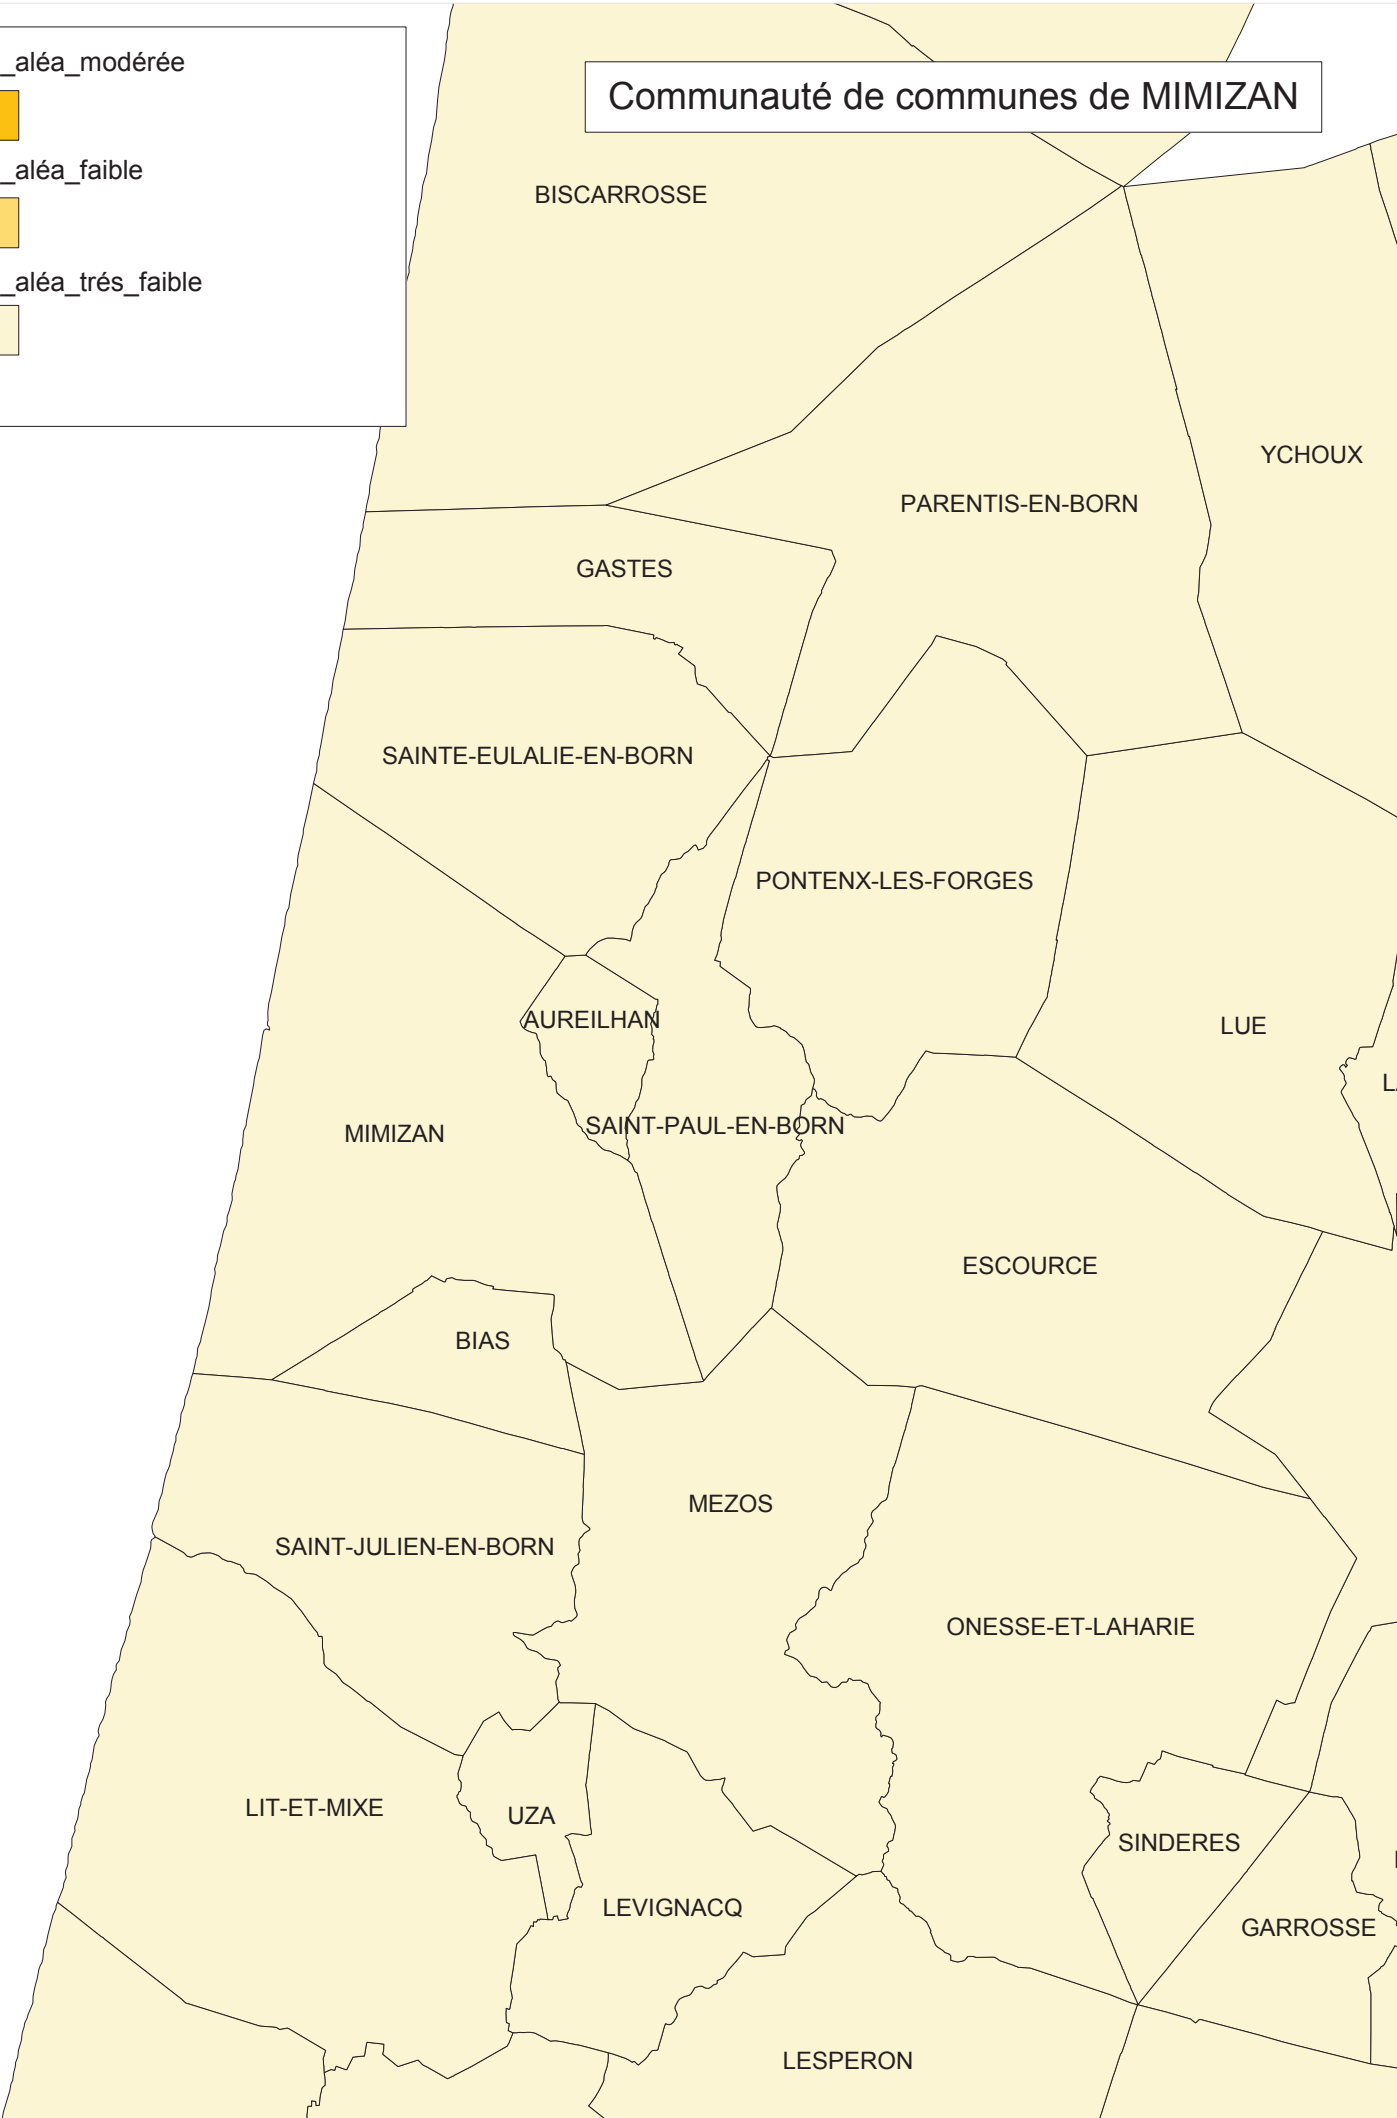 _aléa_modérée
Communauté de communes de MIMIZAN
_aléa_faible
BISCARROSSE
_aléa_trés_faible
YCHOUX
PARENTIS-EN-BORN
GASTES
SAINTE-EULALIE-EN-BORN
PONTENX-LES-FORGES
AUREILHAN
LUE
MIMIZAN
SAINT-PAUL-EN-BORN
ESCOURCE
BIAS
MEZOS
SAINT-JULIEN-EN-BORN
ONESSE-ET-LAHARIE
LIT-ET-MIXE
UZA
SINDERES
LEVIGNACQ
GARROSSE
LESPERON